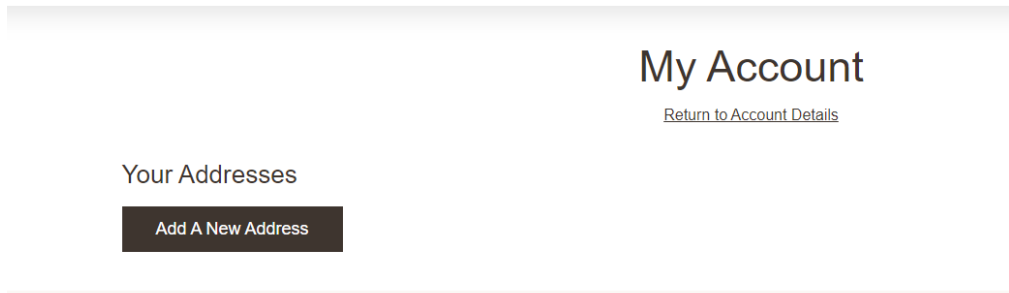 My Account
Return to Account Details
Your Addresses
Add A New Address